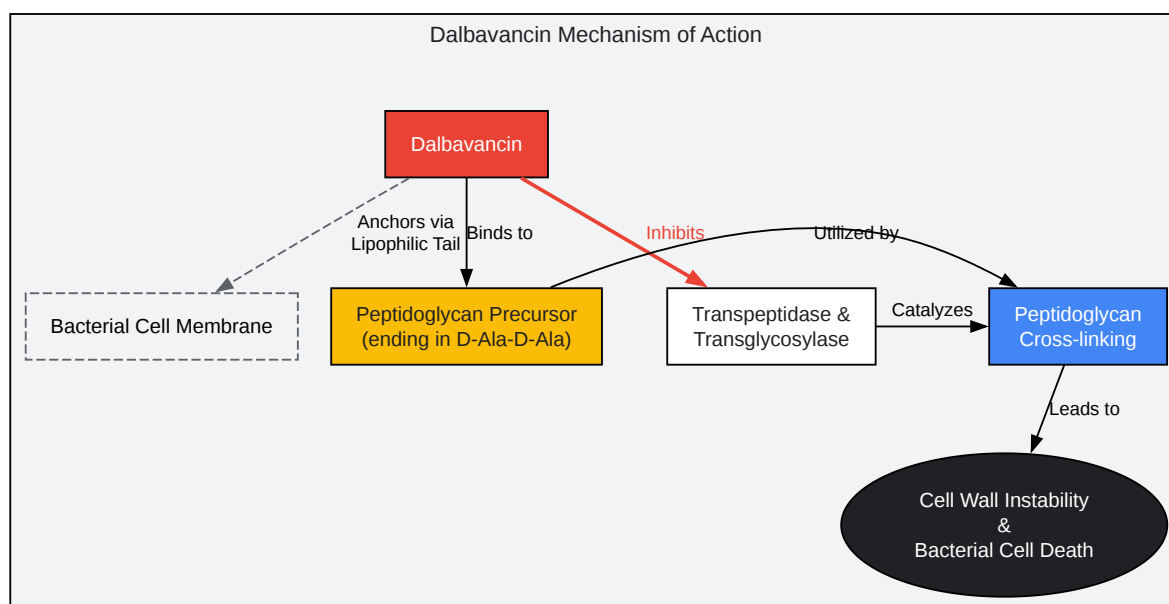 Dalbavancin Mechanism of Action
Dalbavancin
Anchors via
Lipophilic Tail
Binds to
Inhibits
Utilized by
Bacterial Cell Membrane
Peptidoglycan Precursor
(ending in D-Ala-D-Ala)
Transpeptidase &
Transglycosylase
Catalyzes
Peptidoglycan
Cross-linking
Leads to
Cell Wall Instability
&
Bacterial Cell Death